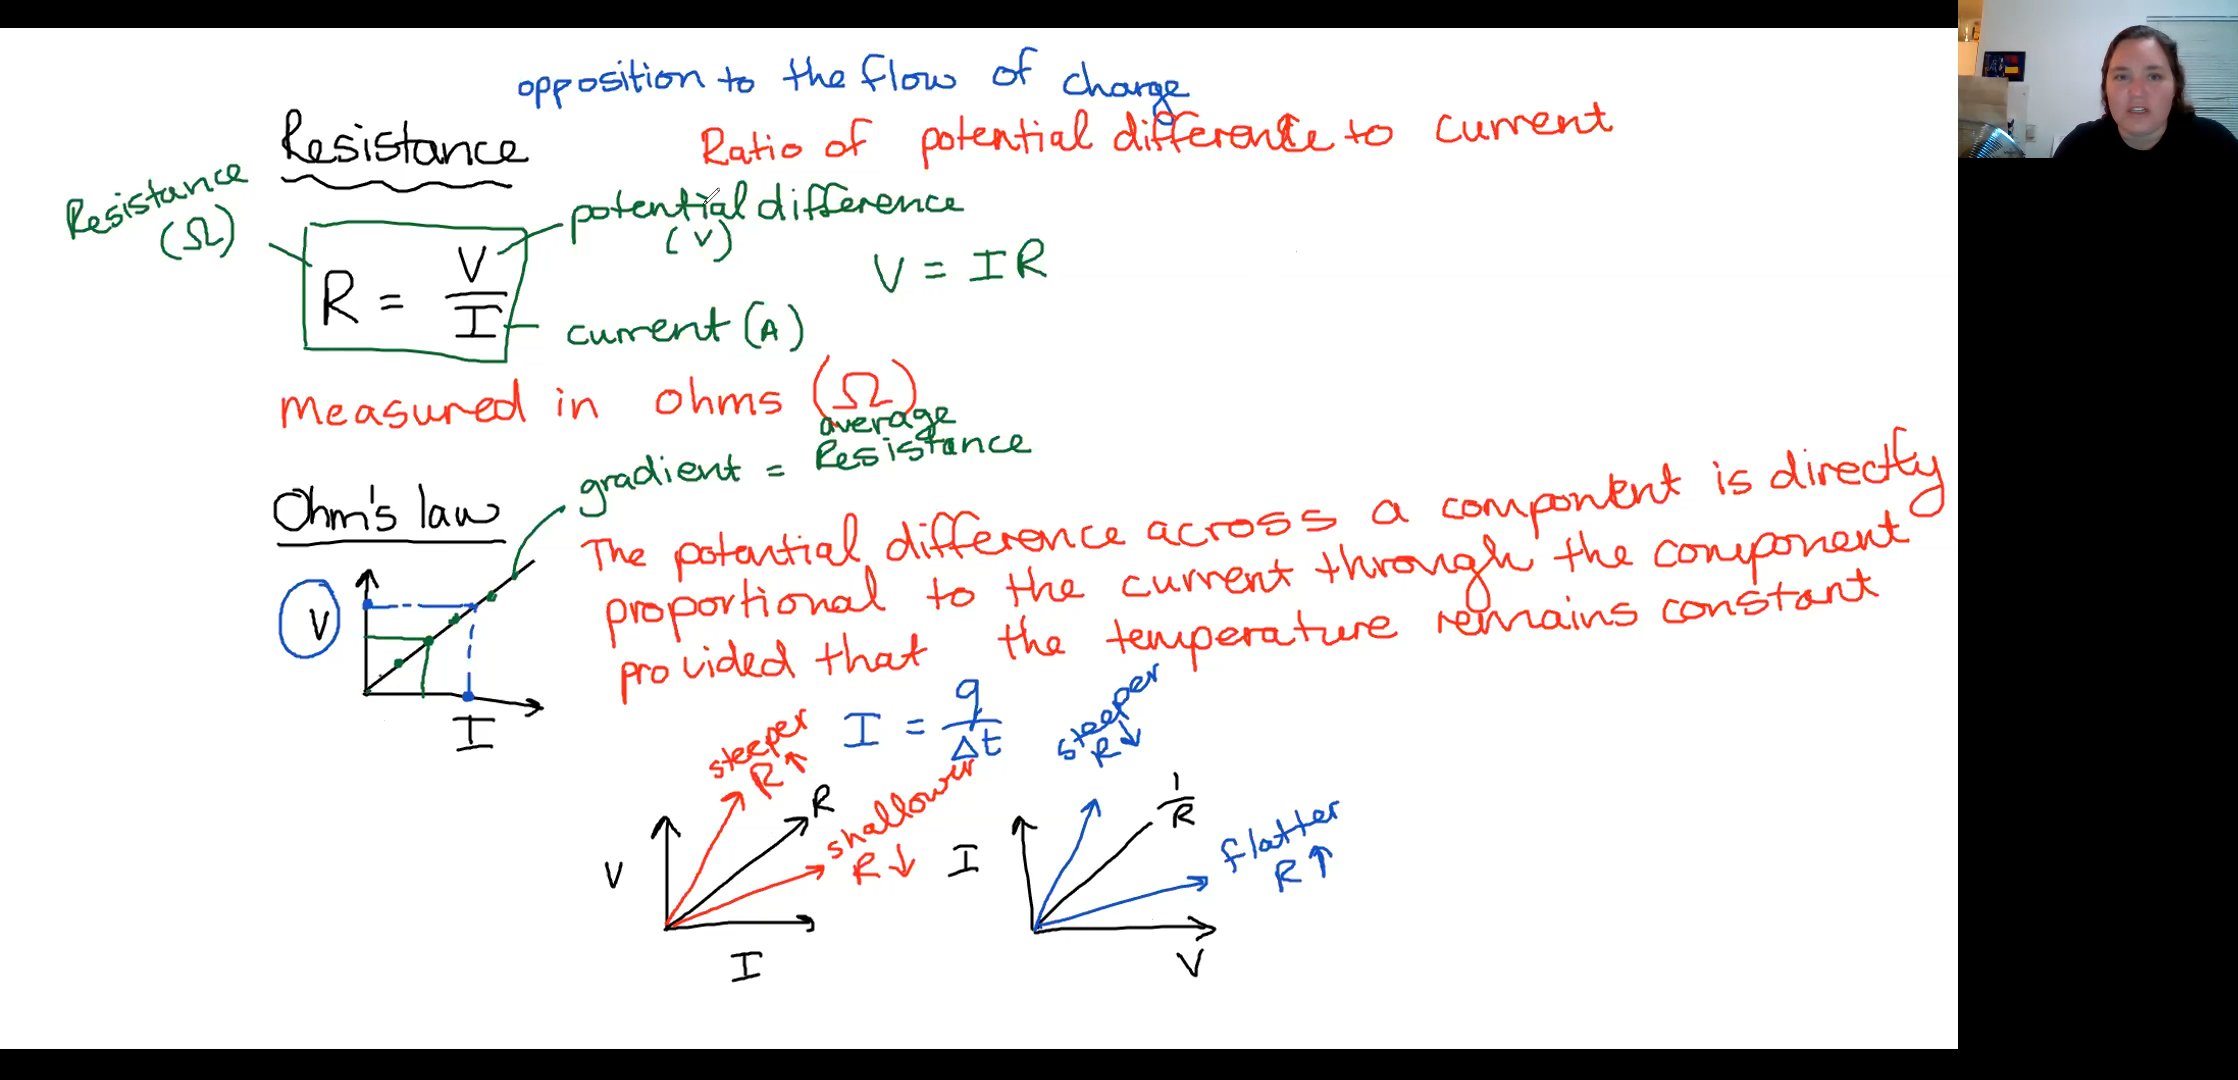 opposition to the flow of charge
Resistance
Ratio of potential difference to current
Resistance
(Ω)
potential difference
(V)
R = V/I
V = IR
current (A)
measured in ohms (Ω)
gradient = average Resistance
Ohm's law
The potential difference across a component is directly
proportional to the current through the component
provided that the temperature remains constant
V
I
I = q/Δt
steeper
R↑
R
shallower
R↓
V
I
steeper
R↓
1/R
flatter
R↑
I
V